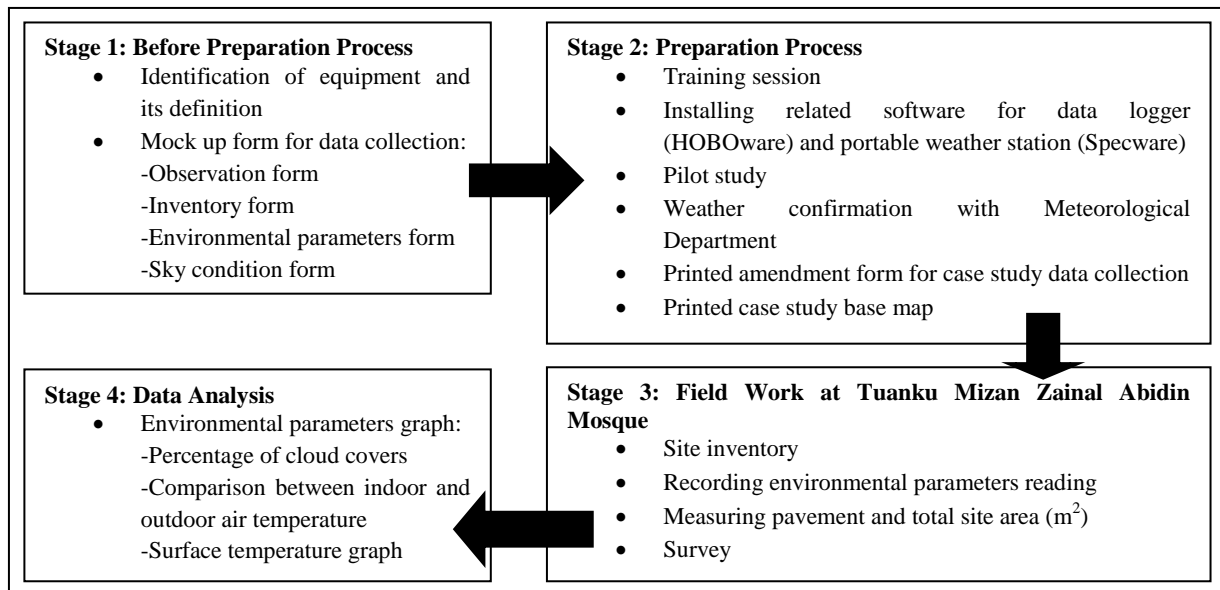 Stage 1: Before Preparation Process
• Identification of equipment and
its definition
• Mock up form for data collection:
-Observation form
-Inventory form
-Environmental parameters form
-Sky condition form
Stage 2: Preparation Process
• Training session
• Installing related software for data logger
(HOBOware) and portable weather station (Specware)
• Pilot study
• Weather confirmation with Meteorological
Department
• Printed amendment form for case study data collection
• Printed case study base map
Stage 3: Field Work at Tuanku Mizan Zainal Abidin
Mosque
• Site inventory
• Recording environmental parameters reading
• Measuring pavement and total site area (m²)
• Survey
Stage 4: Data Analysis
• Environmental parameters graph:
-Percentage of cloud covers
-Comparison between indoor and
outdoor air temperature
-Surface temperature graph